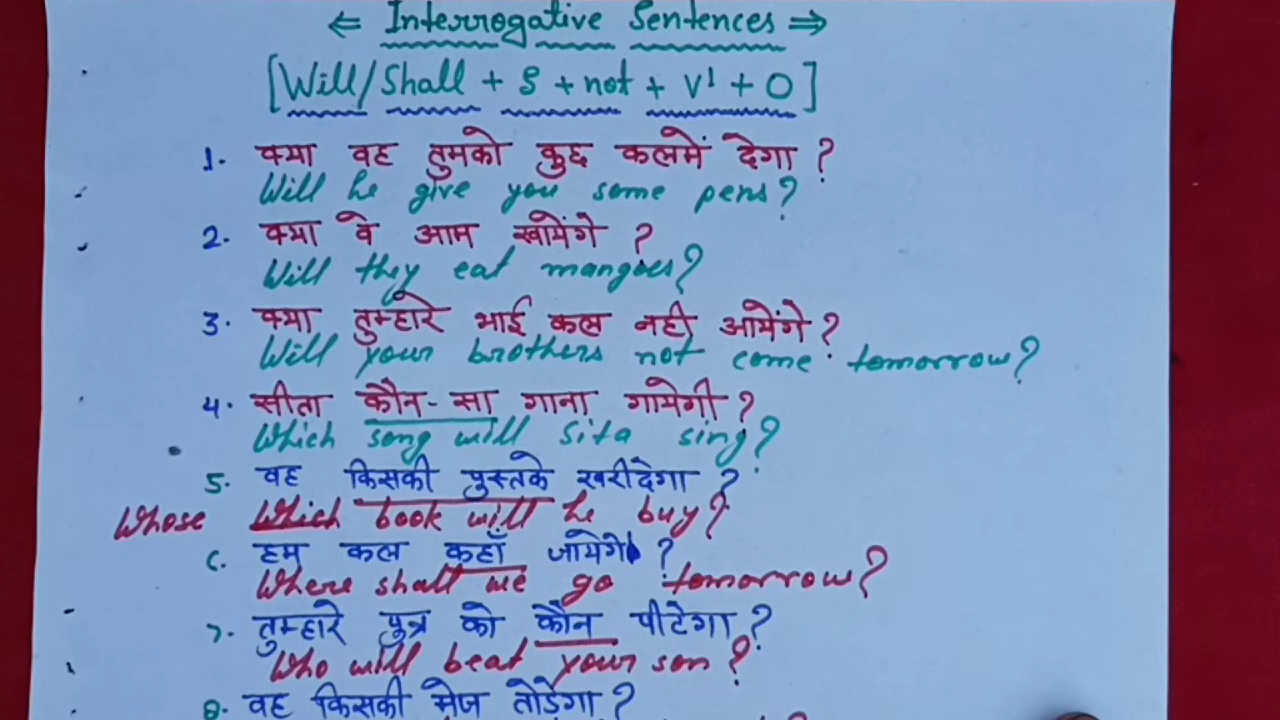 ⇐ Interrogative Sentences ⇒
[Will/Shall + S + not + V¹ + O]
1. क्या वह तुमको कुछ कलमें देगा ?
Will he give you some pens?
2. क्या वे आम खायेंगे ?
Will they eat mangoes?
3. क्या तुम्हारे भाई कल नही आयेंगे ?
Will your brothers not come tomorrow?
4. सीता कौन-सा गाना गायेगी ?
Which song will Sita sing?
5. वह किसकी पुस्तके खरीदेगा ?
Whose Which book will he buy?
6. हम कल कहाँ जायेगे ?
Where shall we go tomorrow?
7. तुम्हारे पुत्र को कौन पीटेगा ?
Who will beat your son ?
8. वह किसकी मेज तोडेगा ?